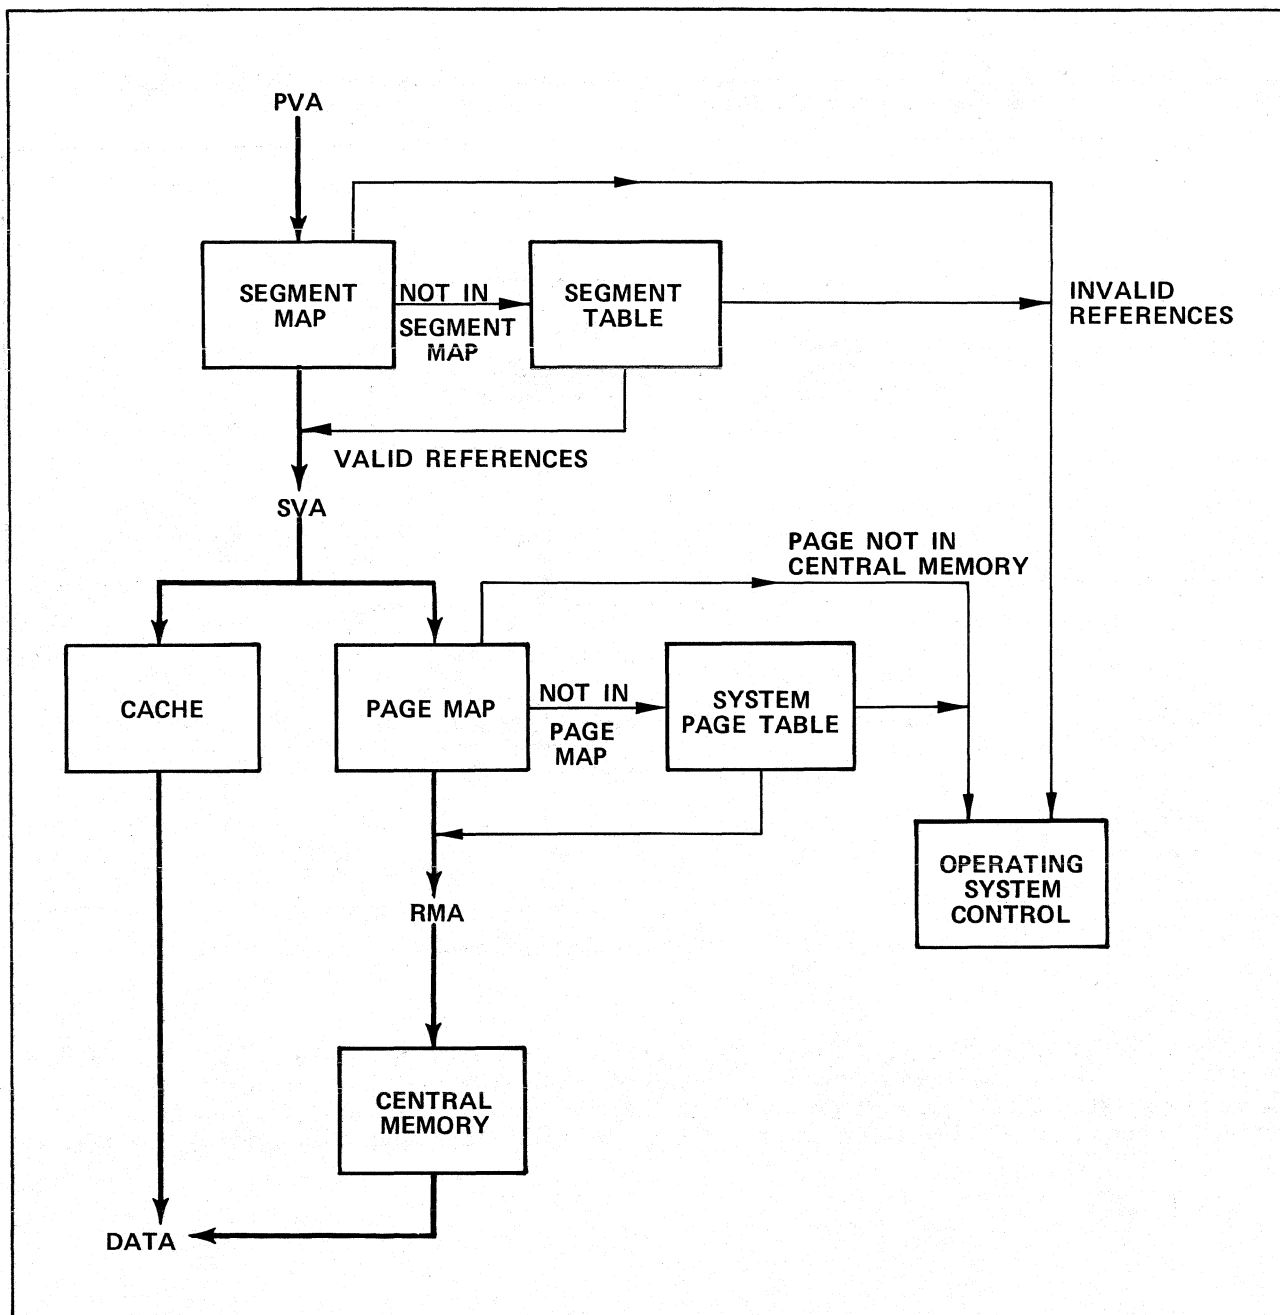 PVA
SEGMENT
MAP
NOT IN
SEGMENT
MAP
SEGMENT
TABLE
INVALID
REFERENCES
VALID REFERENCES
SVA
PAGE NOT IN
CENTRAL MEMORY
CACHE
PAGE MAP
NOT IN
PAGE
MAP
SYSTEM
PAGE TABLE
OPERATING
SYSTEM
CONTROL
RMA
CENTRAL
MEMORY
DATA